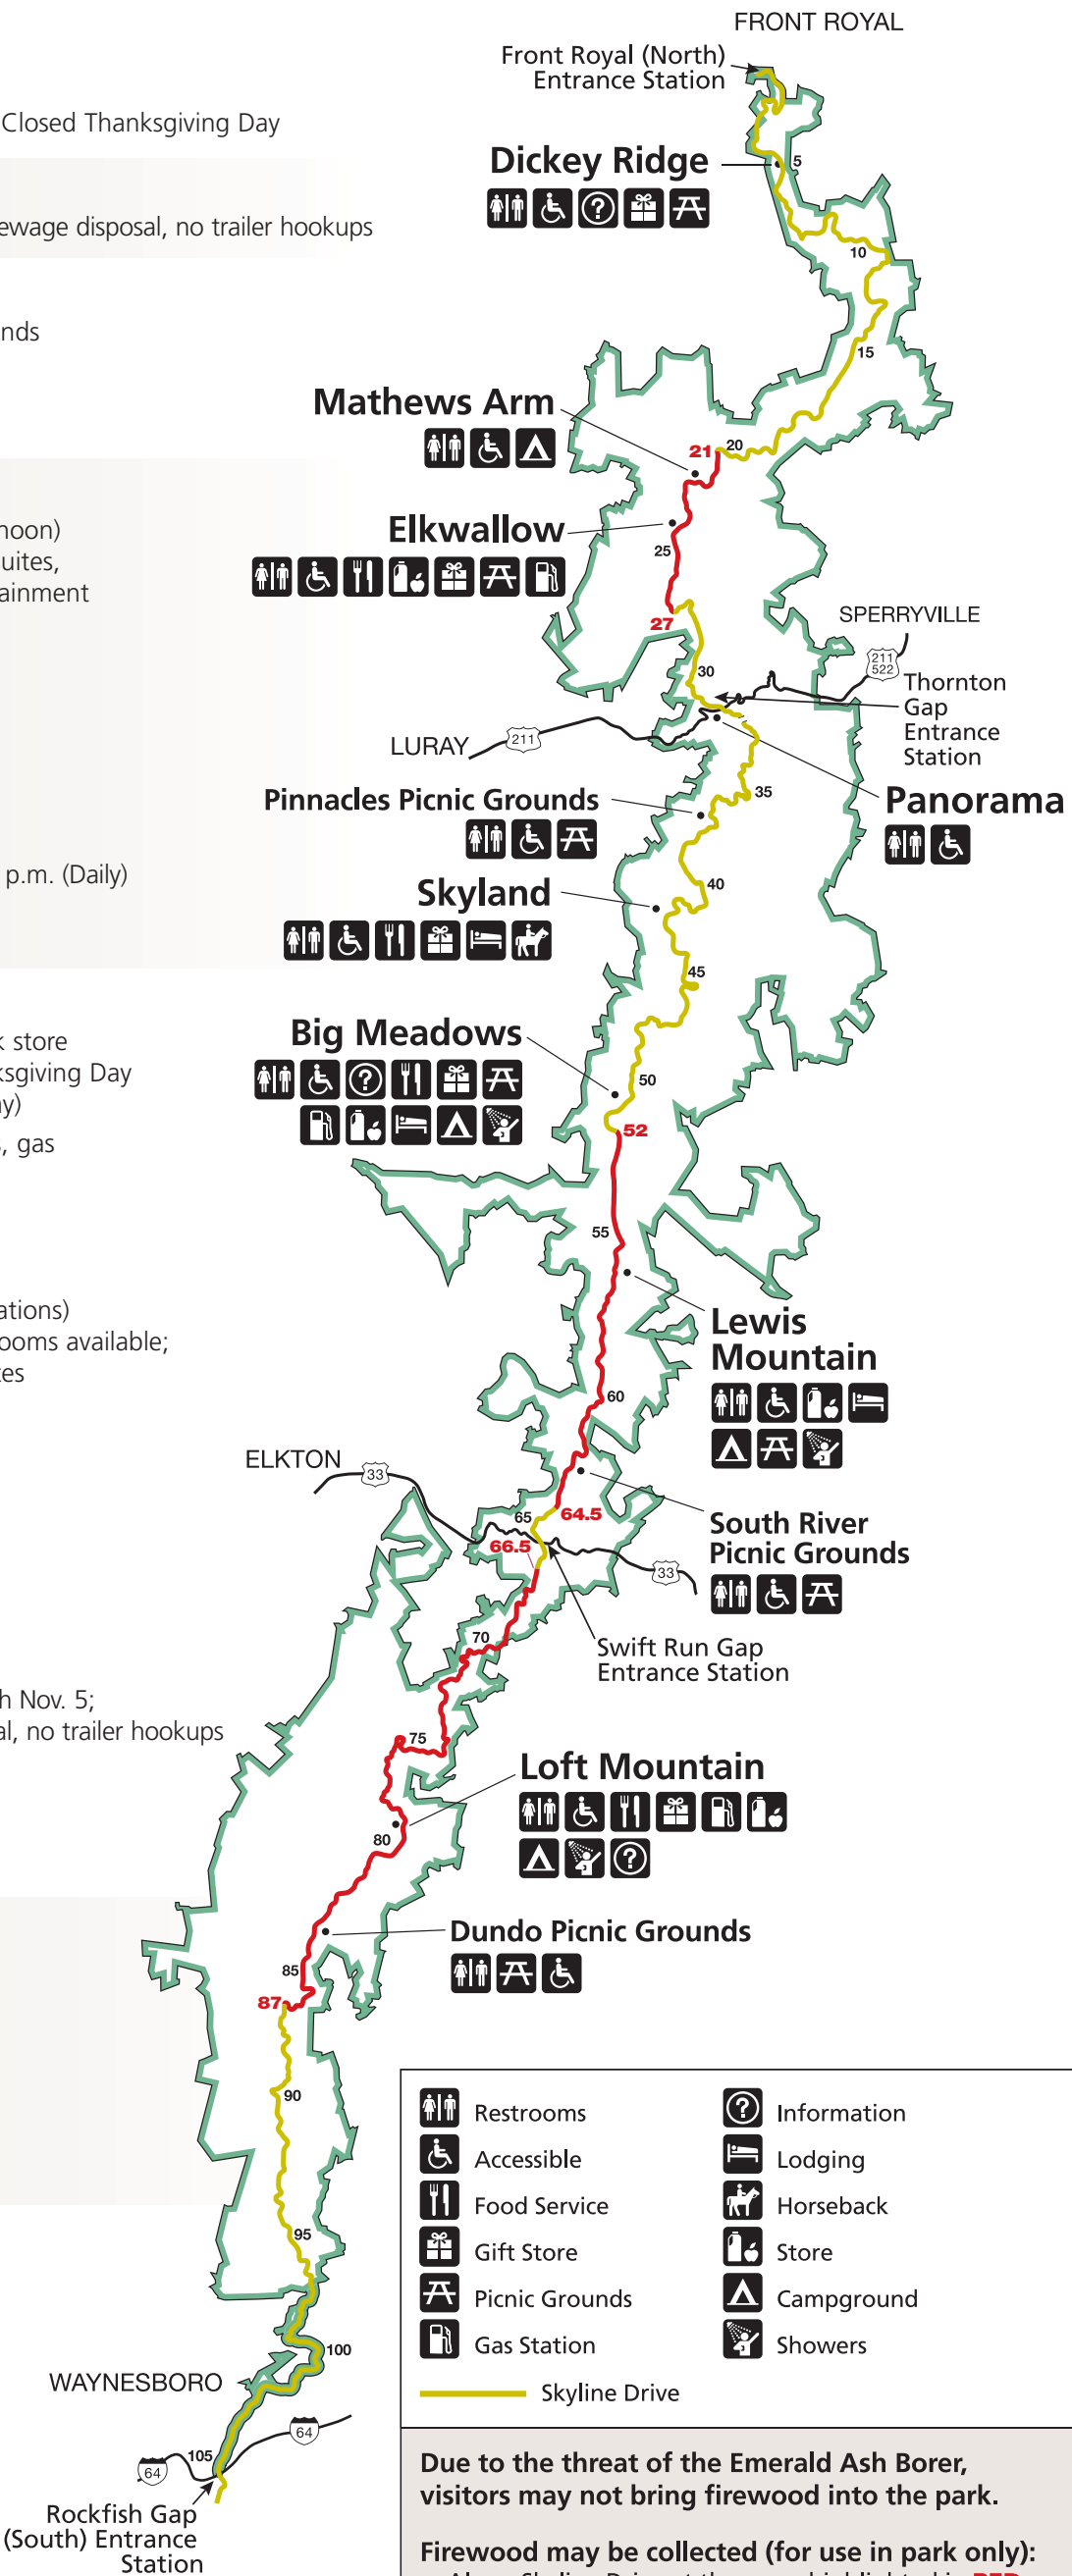 FRONT ROYAL
Front Royal (North)
Entrance Station
Closed Thanksgiving Day
Dickey Ridge
5
sewage disposal, no trailer hookups
10
15
Mathews Arm
20
21
noon)
Elkwallow
25
27
SPERRYVILLE
211
522
30
Thornton
Gap
Entrance
Station
LURAY
211
Pinnacles Picnic Grounds
35
Panorama
p.m. (Daily)
Skyland
40
45
store
Big Meadows
50
52
, gas
55
Lewis
Mountain
ooms available;
60
ELKTON
33
65
64.5
66.5
South River
Picnic Grounds
33
70
Swift Run Gap
Entrance Station
h Nov. 5;
al, no trailer hookups
75
Loft Mountain
80
Dundo Picnic Grounds
85
87
90
95
100
WAYNESBORO
64
105
64
Rockfish Gap
(South) Entrance
Station
Restrooms
Information
Accessible
Lodging
Food Service
Horseback
Gift Store
Store
Picnic Grounds
Campground
Gas Station
Showers
Skyline Drive
Due to the threat of the Emerald Ash Borer,
visitors may not bring firewood into the park.
Firewood may be collected (for use in park only):